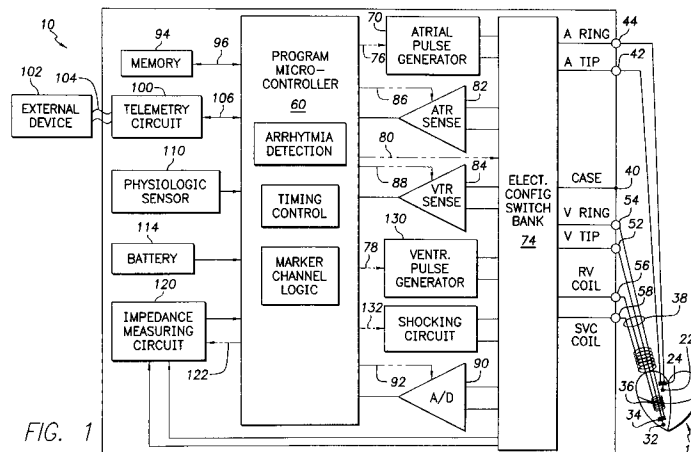 10
102
104
EXTERNAL DEVICE
94
MEMORY
96
100
TELEMETRY CIRCUIT
106
110
PHYSIOLOGIC SENSOR
114
BATTERY
120
IMPEDANCE MEASURING CIRCUIT
122
PROGRAM MICRO-CONTROLLER
60
ARRHYTMIA DETECTION
TIMING CONTROL
MARKER CHANNEL LOGIC
70
ATRIAL PULSE GENERATOR
76
82
86
ATR SENSE
80
84
88
VTR SENSE
130
78
VENTR. PULSE GENERATOR
132
SHOCKING CIRCUIT
90
92
A/D
ELECT. CONFIG SWITCH BANK
74
A RING
44
A TIP
42
CASE
40
V RING
54
V TIP
52
RV COIL
56
58
SVC COIL
38
22
24
36
34
32
FIG. 1